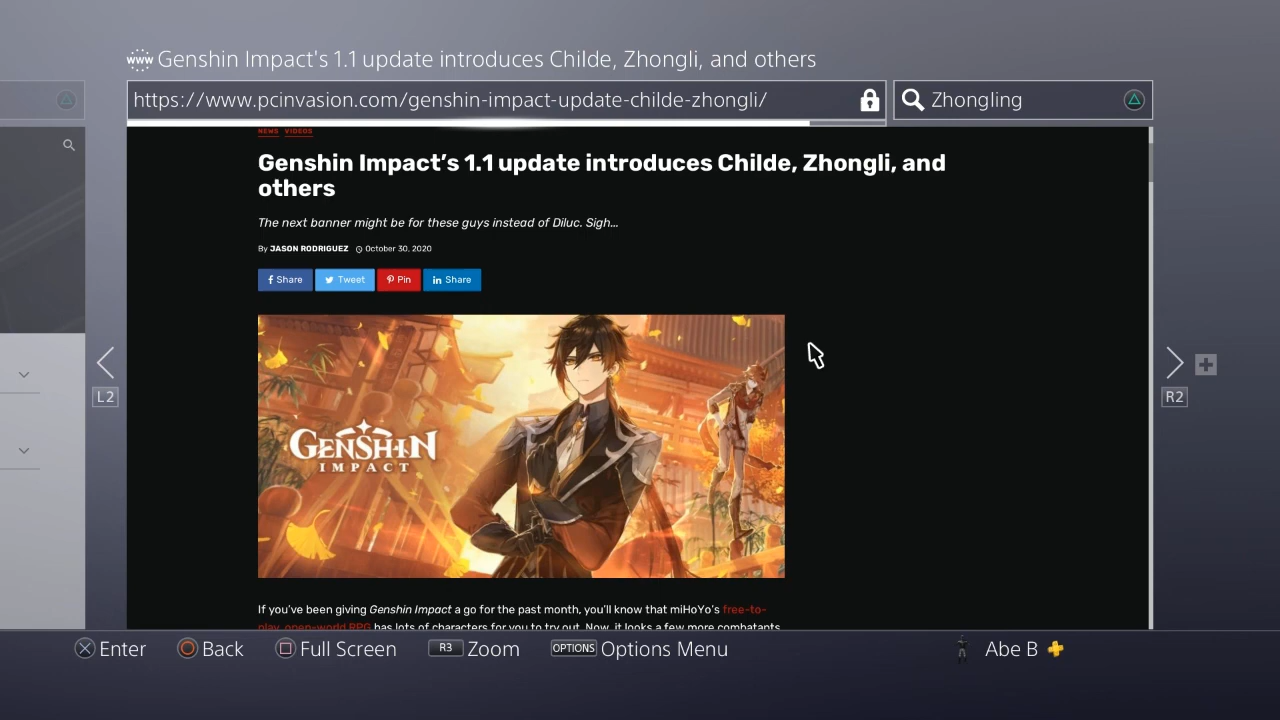 Genshin Impact's 1.1 update introduces Childe, Zhongli, and others
https://www.pcinvasion.com/genshin-impact-update-childe-zhongli/
Zhongling
NEWS VIDEOS
Genshin Impact's 1.1 update introduces Childe, Zhongli, and
others
The next banner might be for these guys instead of Diluc. Sigh...
By JASON RODRIGUEZ October 30, 2020
Share Tweet Pin Share
GENSHIN
IMPACT
L2
R2
If you've been giving Genshin Impact a go for the past month, you'll know that miHoYo's free-to-
play, open-world RPG has lots of characters for you to try out. Now, it looks a few more combatants
Enter Back Full Screen R3 Zoom OPTIONS Options Menu Abe B